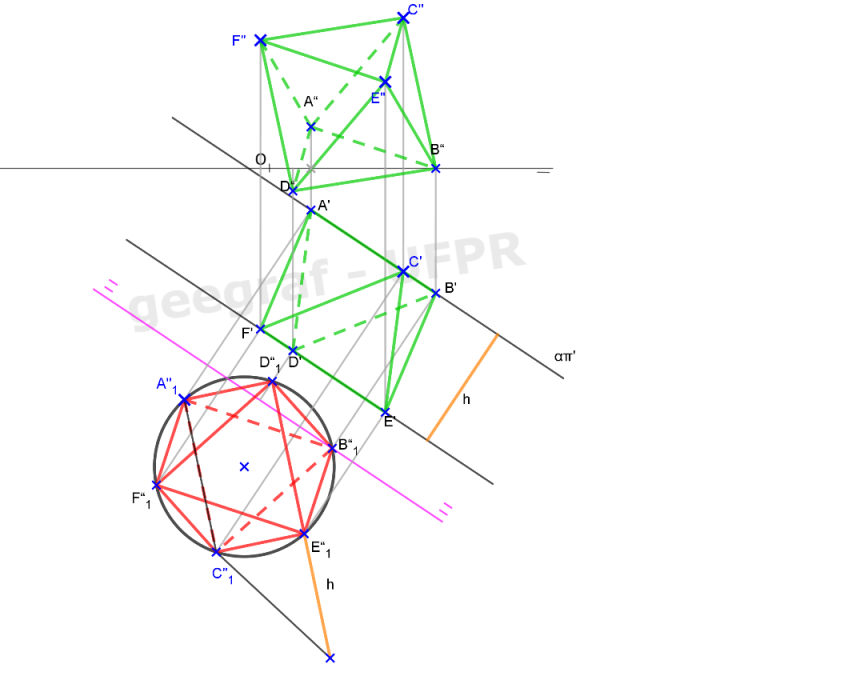 C"
F"
E"
A“
B“
O
D“
A'
geegraf - UFPR
C'
B'
F'
D“₁
D'
απ'
A"₁
h
E'
B“₁
F“₁
E“₁
C"₁
h